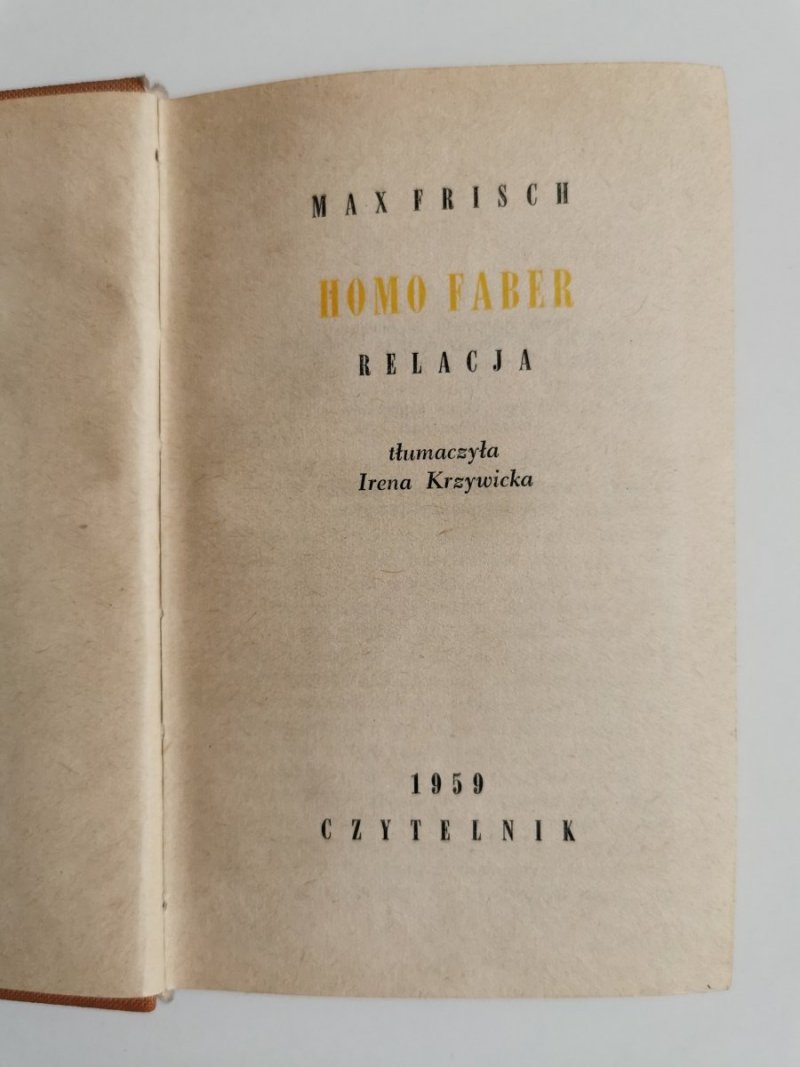 MAX FRISCH
HOMO FABER
RELACJA
tłumaczyła
Irena Krzywicka
1959
CZYTELNIK